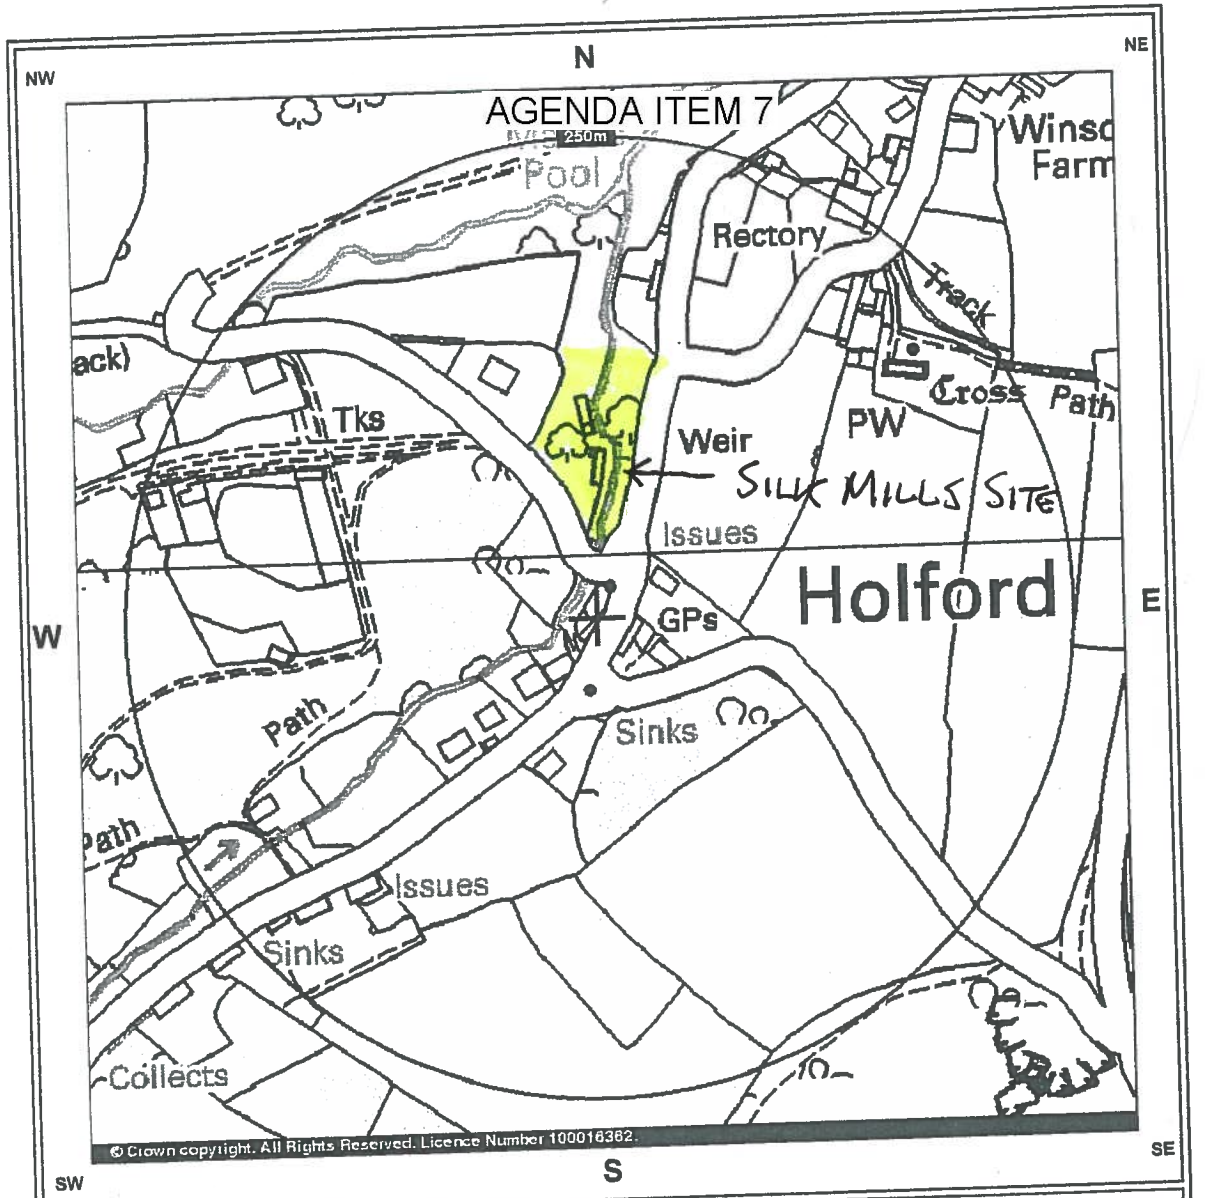 N
NE
NW
AGENDA ITEM 7
250m
Pool
Winsc
Farm
Rectory
Track
ack)
Cross
Path
Tks
PW
Weir
SILK MILLS SITE
Issues
Holford
E
W
GPs
Path
Sinks
Path
Issues
Sinks
Collects
© Crown copyright. All Rights Reserved. Licence Number 100016362.
S
SE
SW